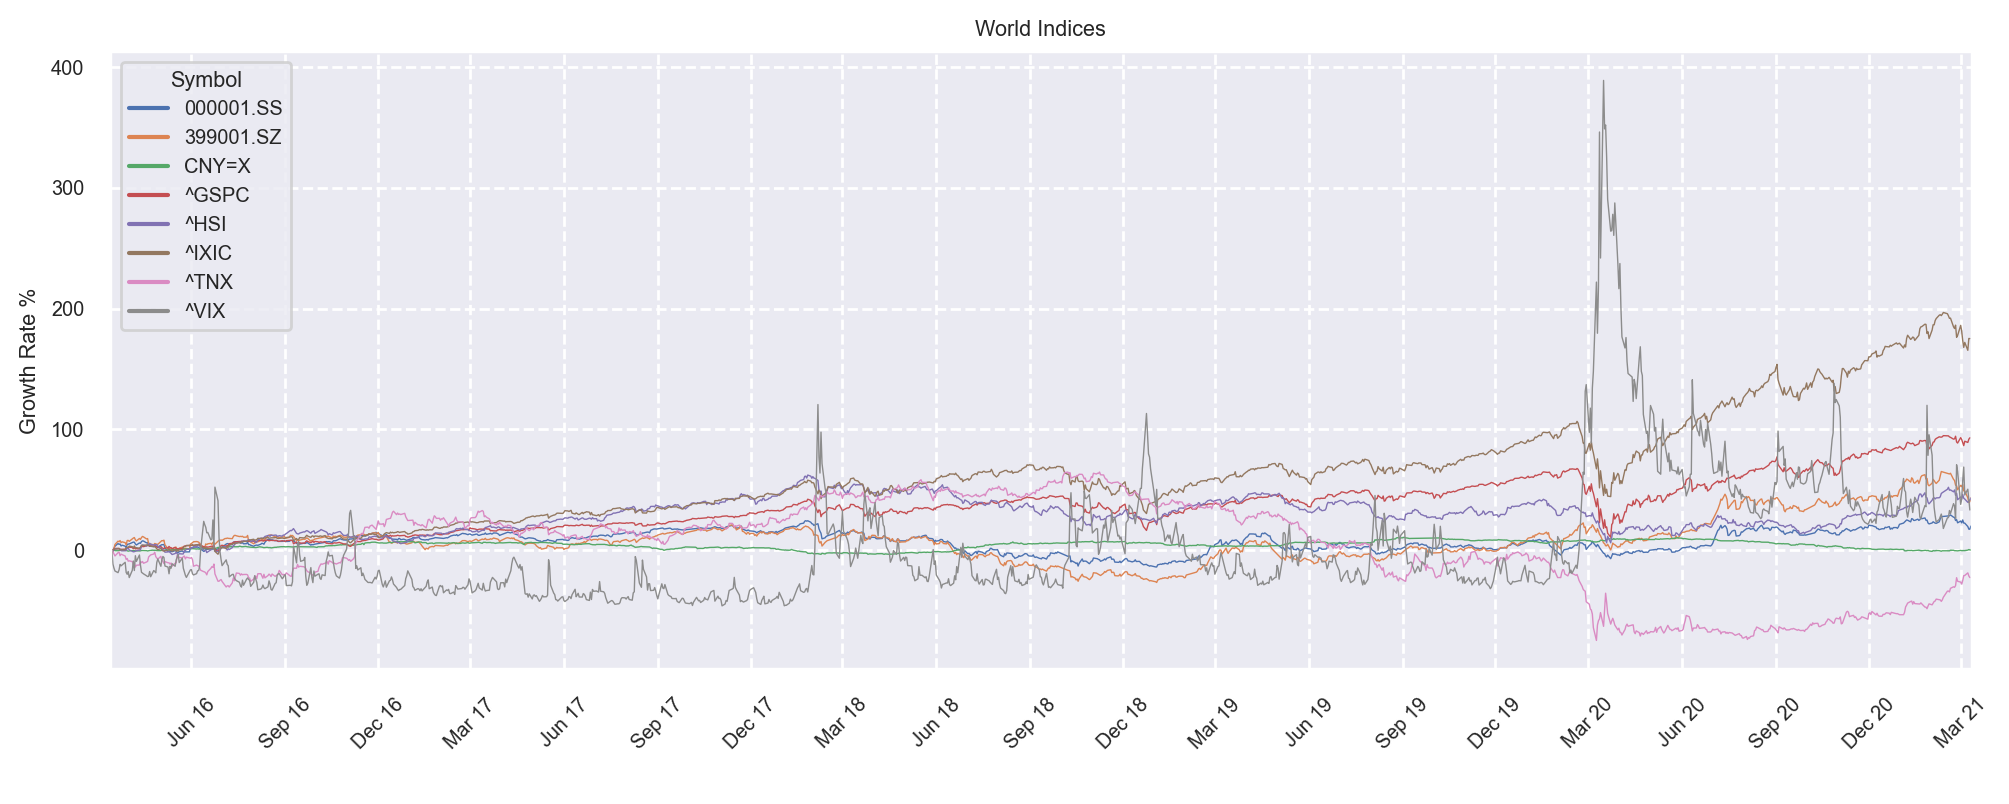 World Indices
Growth Rate %
400
300
200
100
0
Symbol
000001.SS
399001.SZ
CNY=X
^GSPC
^HSI
^IXIC
^TNX
^VIX
Jun 16 Sep 16 Dec 16 Mar 17 Jun 17 Sep 17 Dec 17 Mar 18 Jun 18 Sep 18 Dec 18 Mar 19 Jun 19 Sep 19 Dec 19 Mar 20 Jun 20 Sep 20 Dec 20 Mar 21